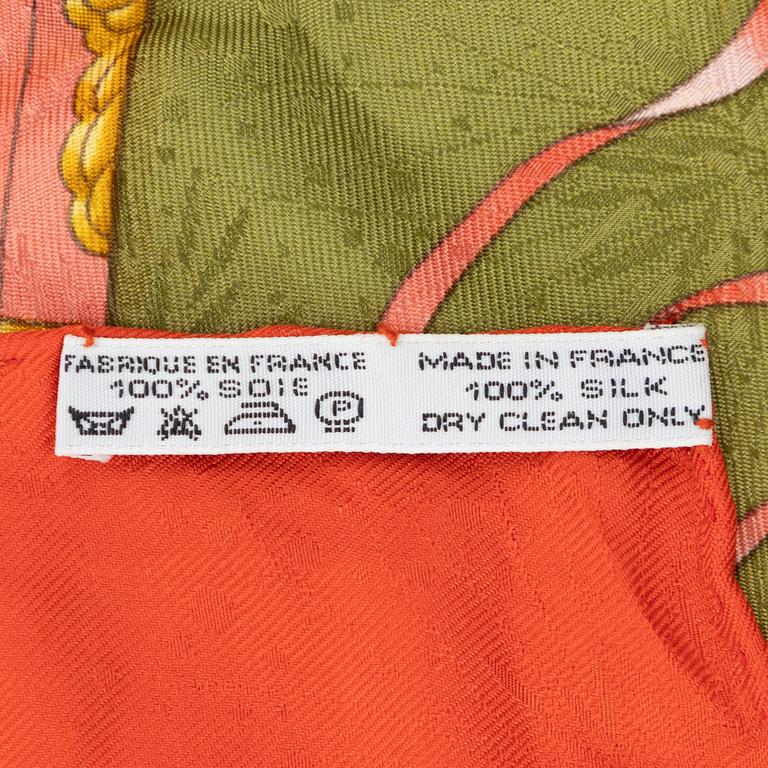 FABRIQUE EN FRANCE
100% SOIE
P
MADE IN FRANCE
100% SILK
DRY CLEAN ONLY